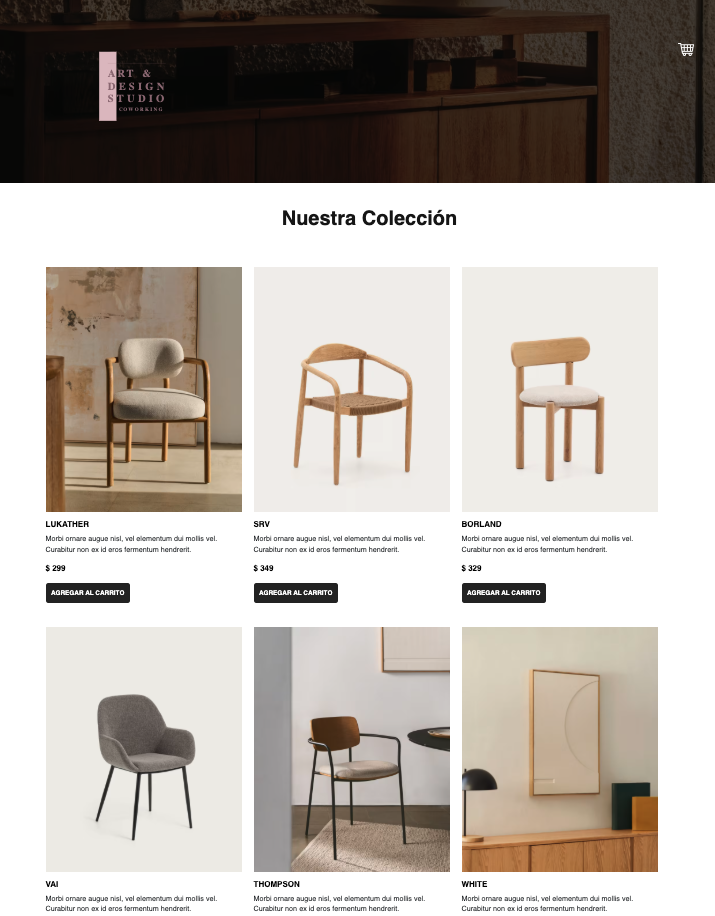 ART &
DESIGN
STUDIO
COWORKING
Nuestra Colección
LUKATHER
Morbi ornare augue nisl, vel elementum dui mollis vel.
Curabitur non ex id eros fermentum hendrerit.
$ 299
AGREGAR AL CARRITO
SRV
Morbi ornare augue nisl, vel elementum dui mollis vel.
Curabitur non ex id eros fermentum hendrerit.
$ 349
AGREGAR AL CARRITO
BORLAND
Morbi ornare augue nisl, vel elementum dui mollis vel.
Curabitur non ex id eros fermentum hendrerit.
$ 329
AGREGAR AL CARRITO
VAI
Morbi ornare augue nisl, vel elementum dui mollis vel.
Curabitur non ex id eros fermentum hendrerit.
THOMPSON
Morbi ornare augue nisl, vel elementum dui mollis vel.
Curabitur non ex id eros fermentum hendrerit.
WHITE
Morbi ornare augue nisl, vel elementum dui mollis vel.
Curabitur non ex id eros fermentum hendrerit.